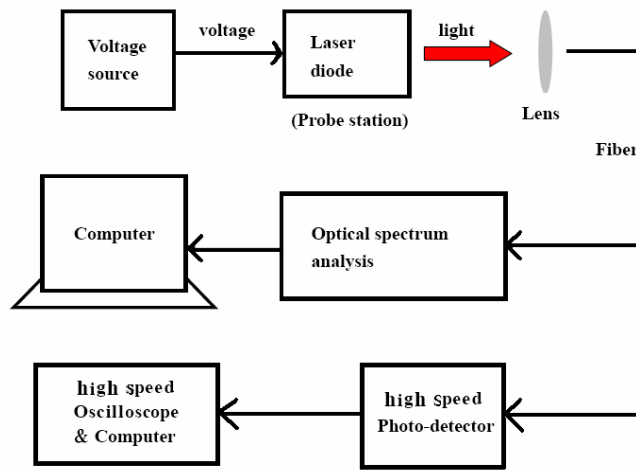 Voltage
source
voltage
Laser
diode
light
(Probe station)
Lens
Fiber
Computer
Optical spectrum
analysis
high speed
Oscilloscope
& Computer
high speed
Photo-detector